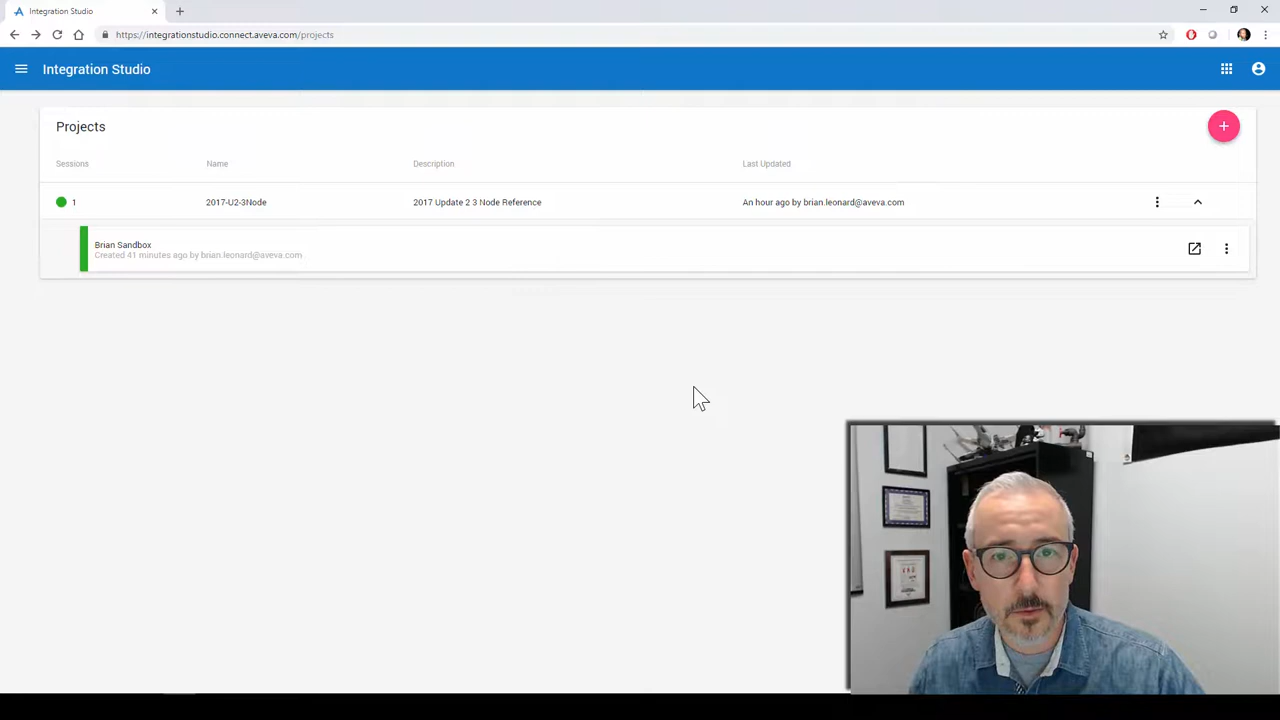 Integration Studio
https://integrationstudio.connect.aveva.com/projects
Integration Studio
Projects
Sessions Name Description Last Updated
1 2017-U2-3Node 2017 Update 2 3 Node Reference An hour ago by brian.leonard@aveva.com
Brian Sandbox
Created 41 minutes ago by brian.leonard@aveva.com